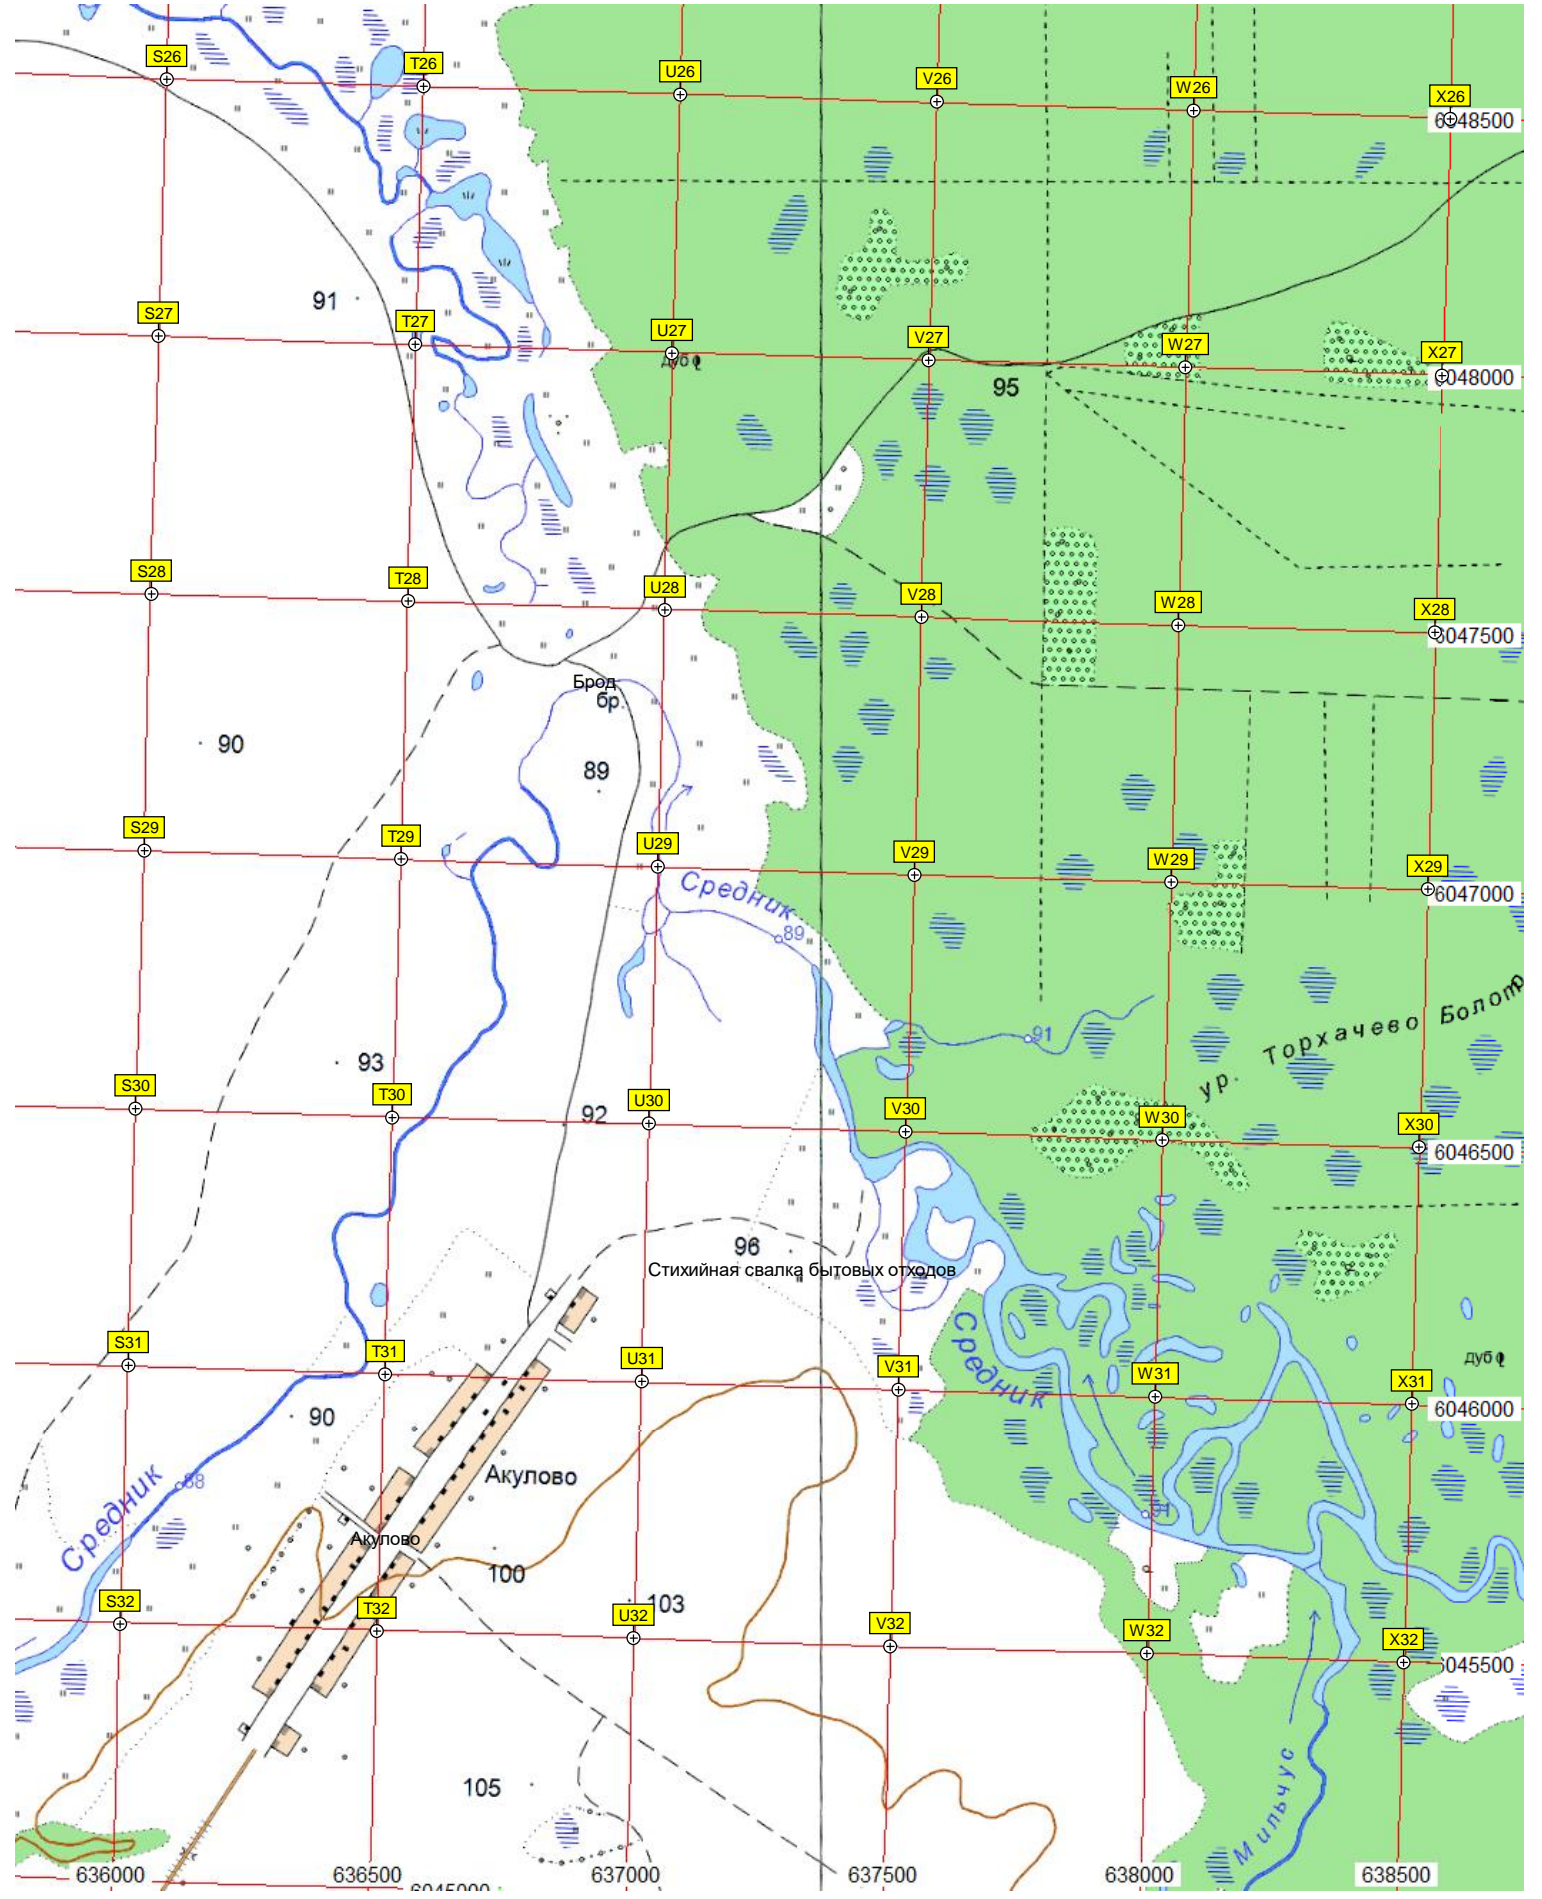 S26
T26
U26
V26
W26
X26
6048500
91
S27
T27
U27
V27
W27
X27
дуб
95
6048000
S28
T28
U28
V28
W28
X28
6047500
Брод
бр.
90
89
S29
T29
U29
V29
W29
X29
6047000
Средник
89
91
ур. Торхачево Болото
93
S30
T30
92
U30
V30
W30
X30
6046500
96
Стихийная свалка бытовых отходов
S31
T31
U31
V31
W31
X31
дуб
Средник
6046000
90
Акулово
Средник
88
91
Акулово
100
103
S32
T32
U32
V32
W32
X32
6045500
105
Мильчус
636000
636500
637000
637500
638000
638500
6045000